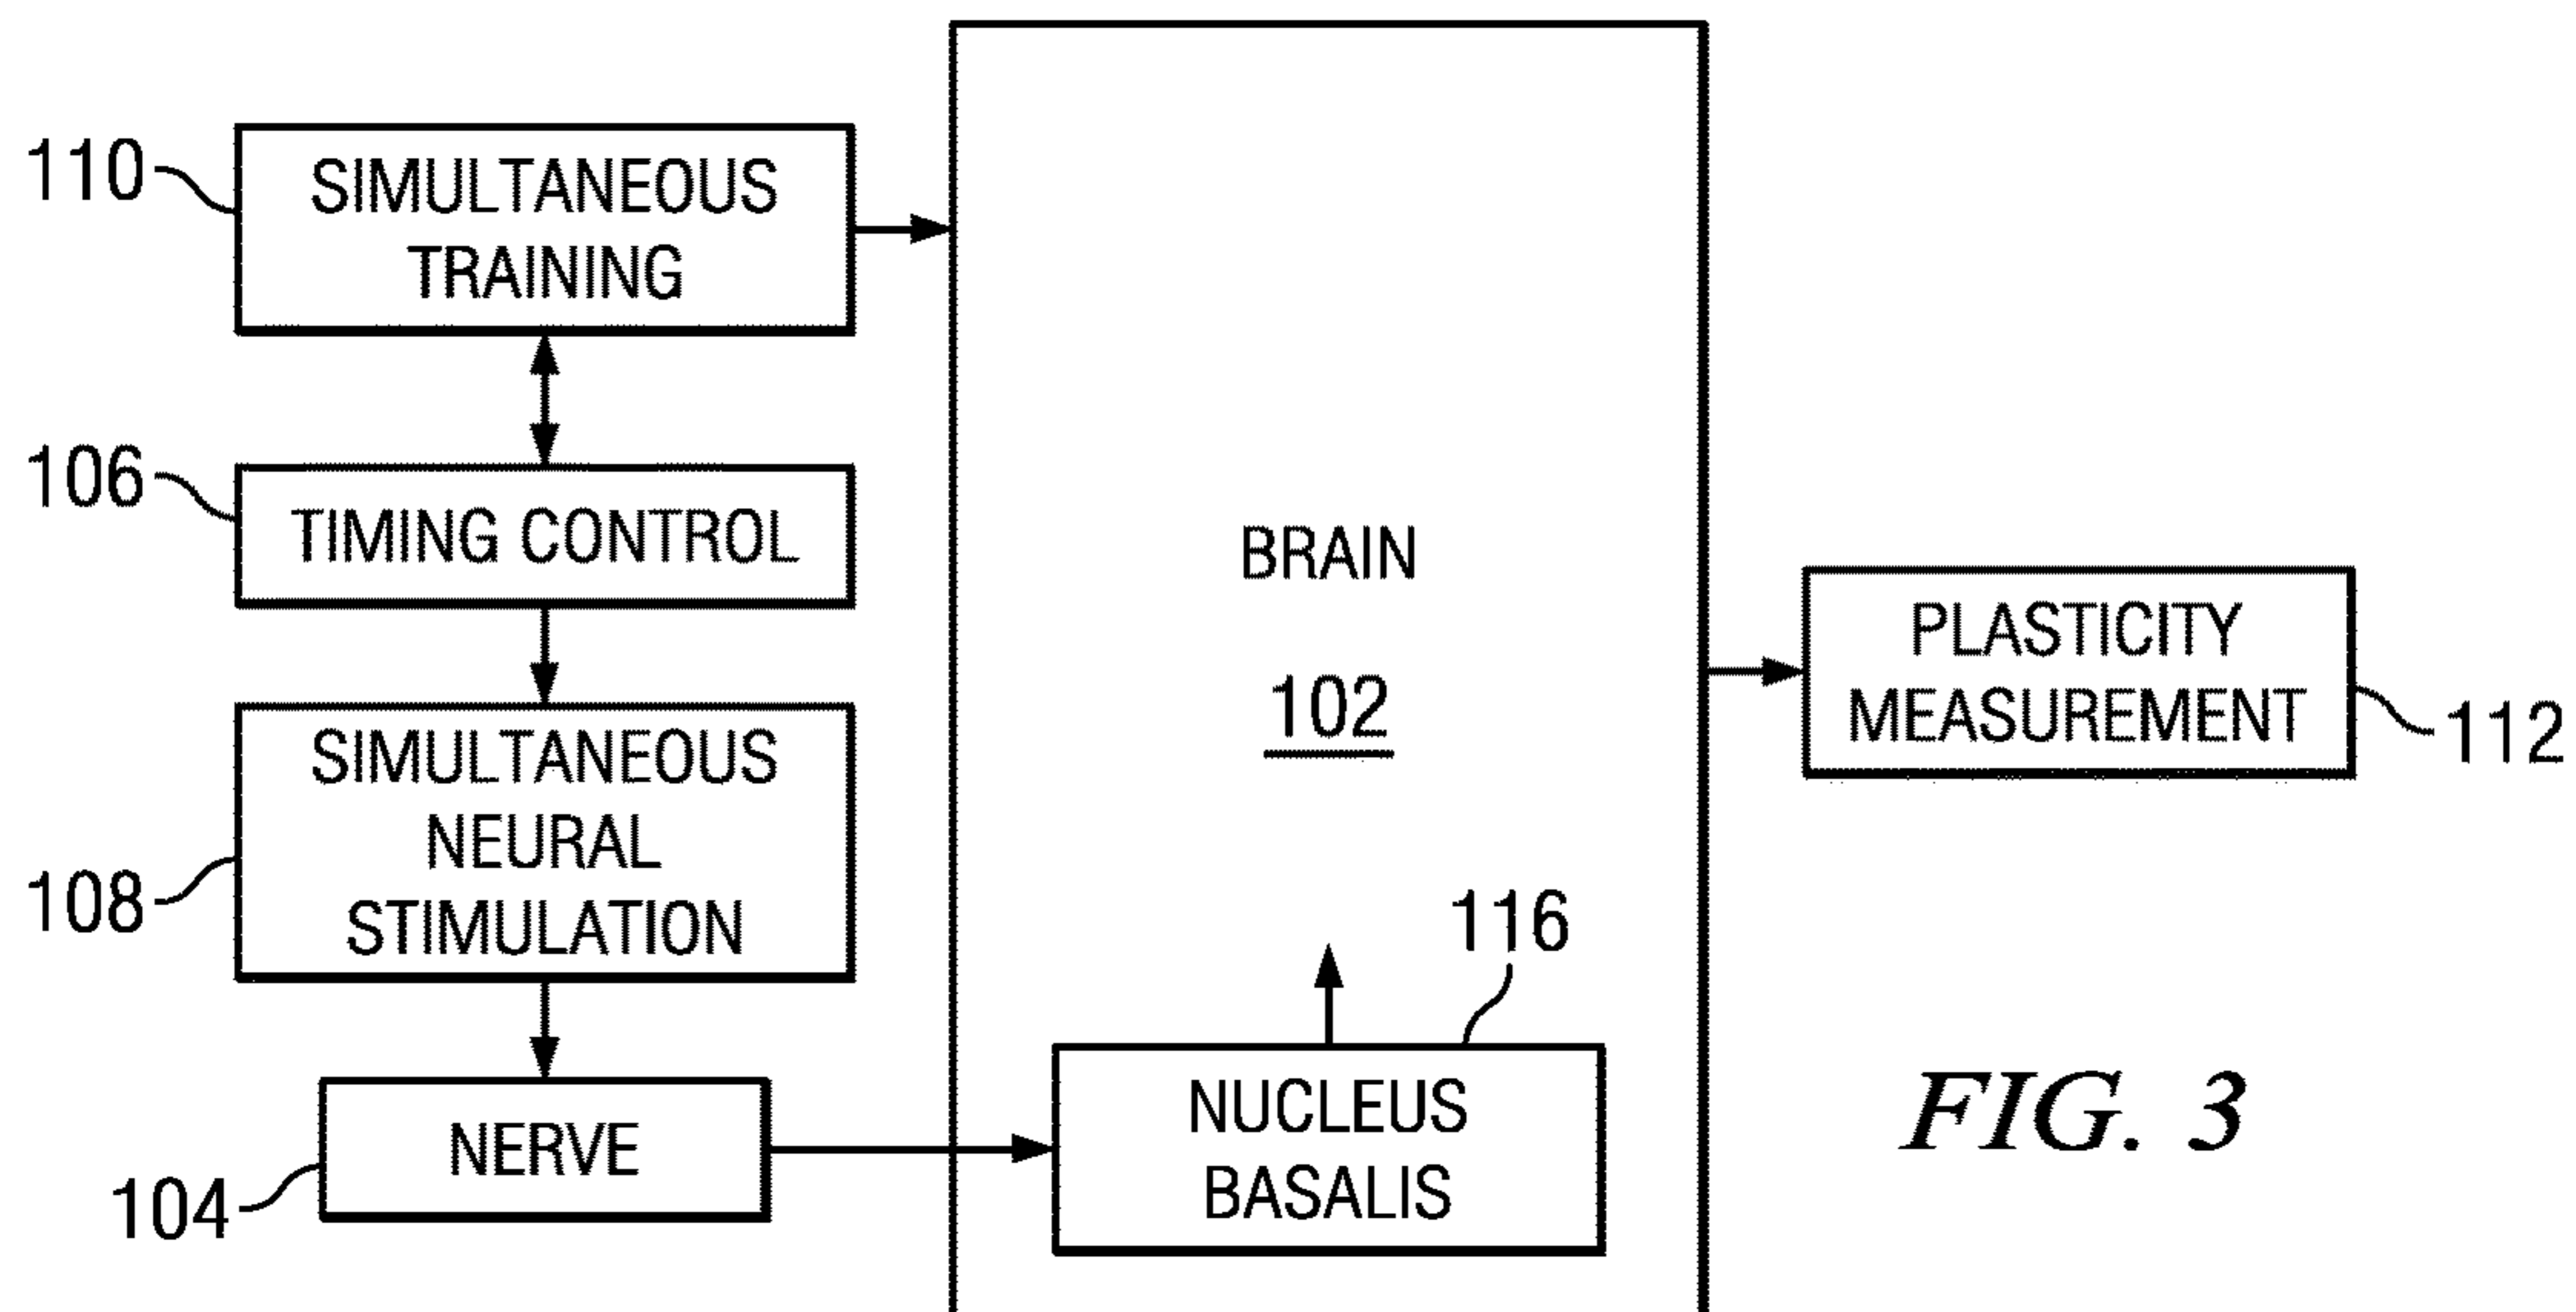 110
SIMULTANEOUS
TRAINING
106
TIMING CONTROL
108
SIMULTANEOUS
NEURAL
STIMULATION
104
NERVE
BRAIN
102
116
NUCLEUS
BASALIS
PLASTICITY
MEASUREMENT
112
FIG. 3